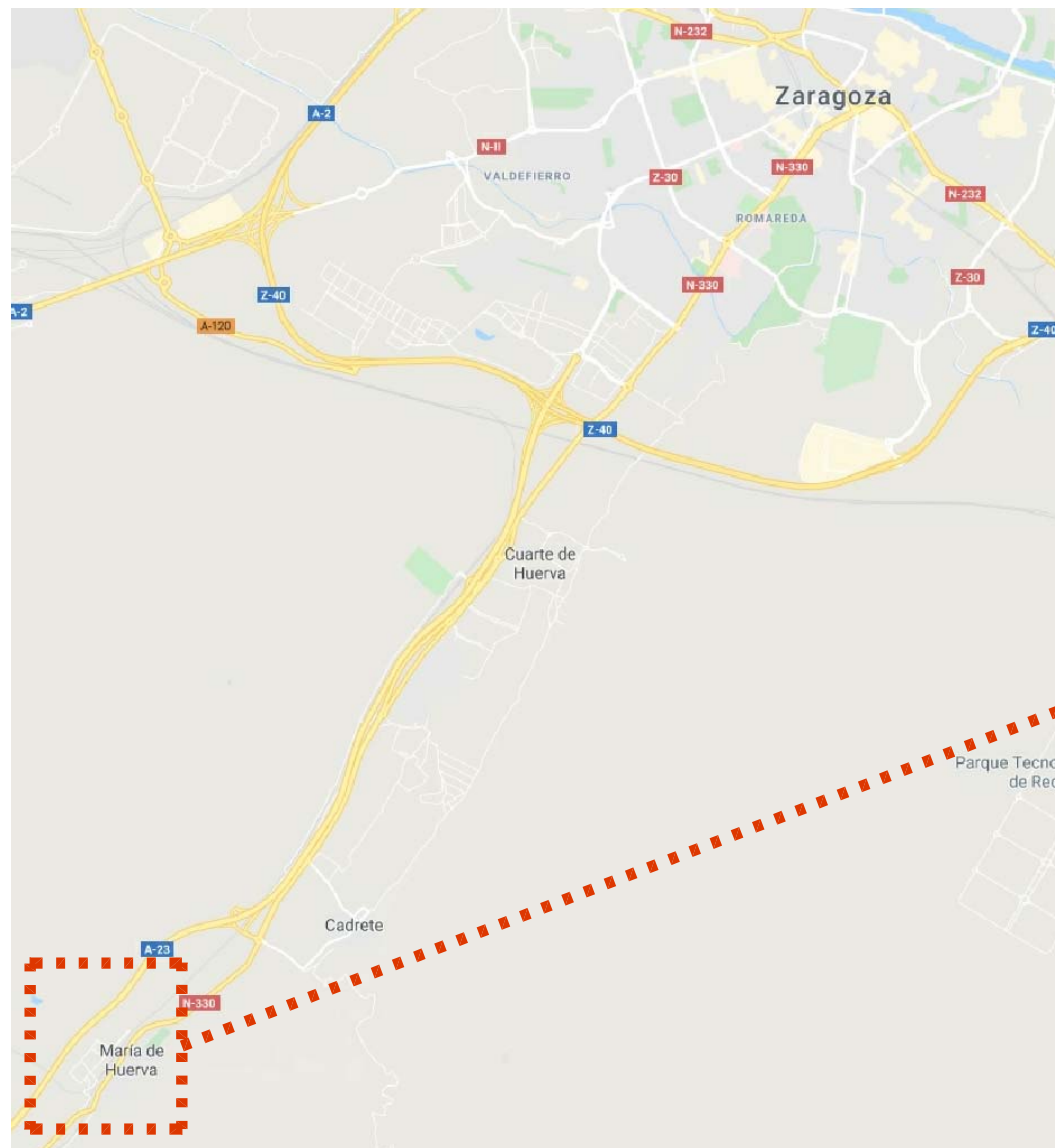 N-232
Zaragoza
A-2
N-II
VALDEFIERRO
Z-30
N-330
N-232
ROMAREDA
Z-30
N-330
Z-40
A-2
A-120
Z-40
Z-40
Cuarte de
Huerva
Parque Tecno
de Rec
Cadrete
A-23
N-330
María de
Huerva